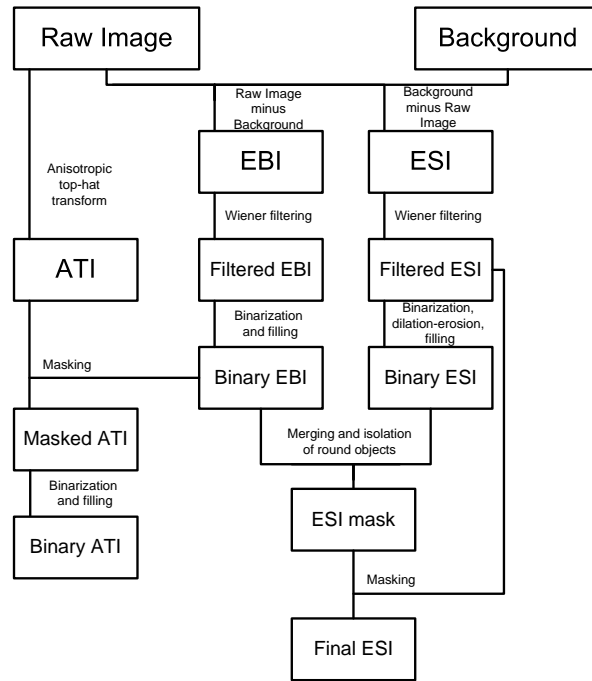 Raw Image
Background
Raw Image
minus
Background
Background
minus Raw
Image
EBI
ESI
Anisotropic
top-hat
transform
Wiener filtering
Wiener filtering
ATI
Filtered EBI
Filtered ESI
Binarization
and filling
Binarization,
dilation-erosion,
filling
Masking
Binary EBI
Binary ESI
Masked ATI
Merging and isolation
of round objects
Binarization
and filling
ESI mask
Binary ATI
Masking
Final ESI